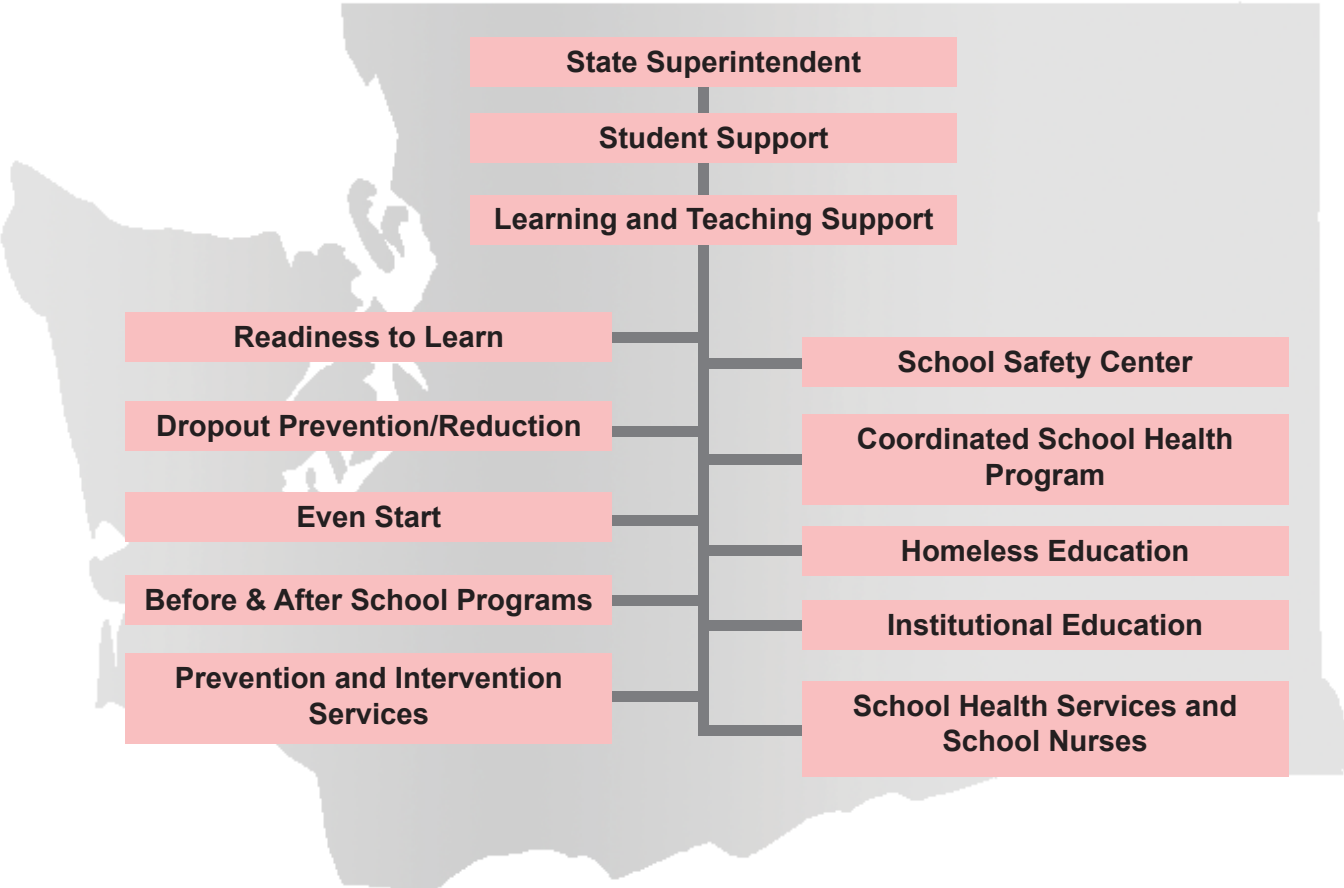 State Superintendent
Student Support
Learning and Teaching Support
Readiness to Learn
Dropout Prevention/Reduction
Even Start
Before & After School Programs
Prevention and Intervention
Services
School Safety Center
Coordinated School Health
Program
Homeless Education
Institutional Education
School Health Services and
School Nurses